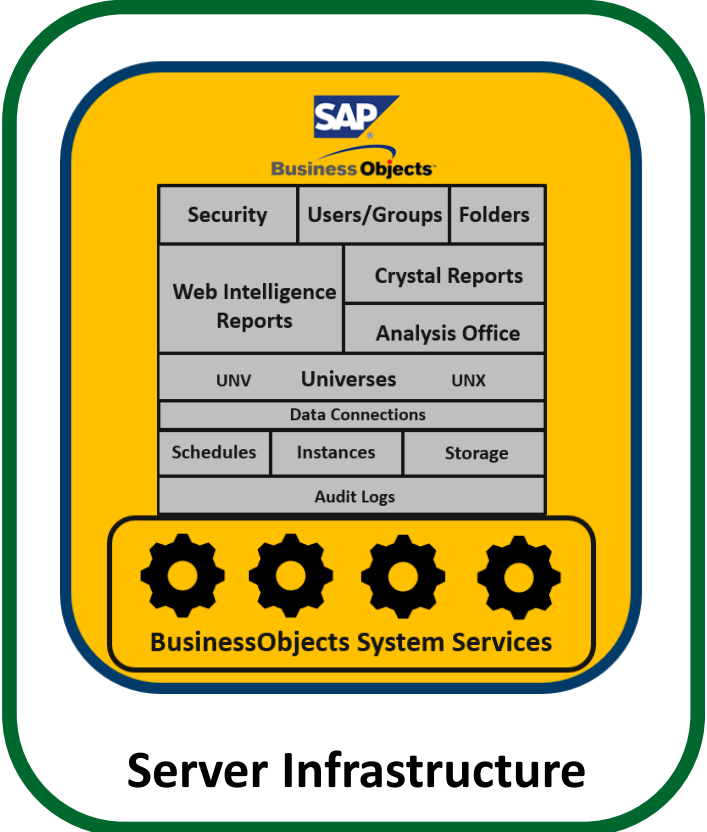 SAP
®
Business Objects™
Security Users/Groups Folders
Web Intelligence
Reports
Crystal Reports
Analysis Office
UNV Universes UNX
Data Connections
Schedules Instances Storage
Audit Logs
BusinessObjects System Services
Server Infrastructure